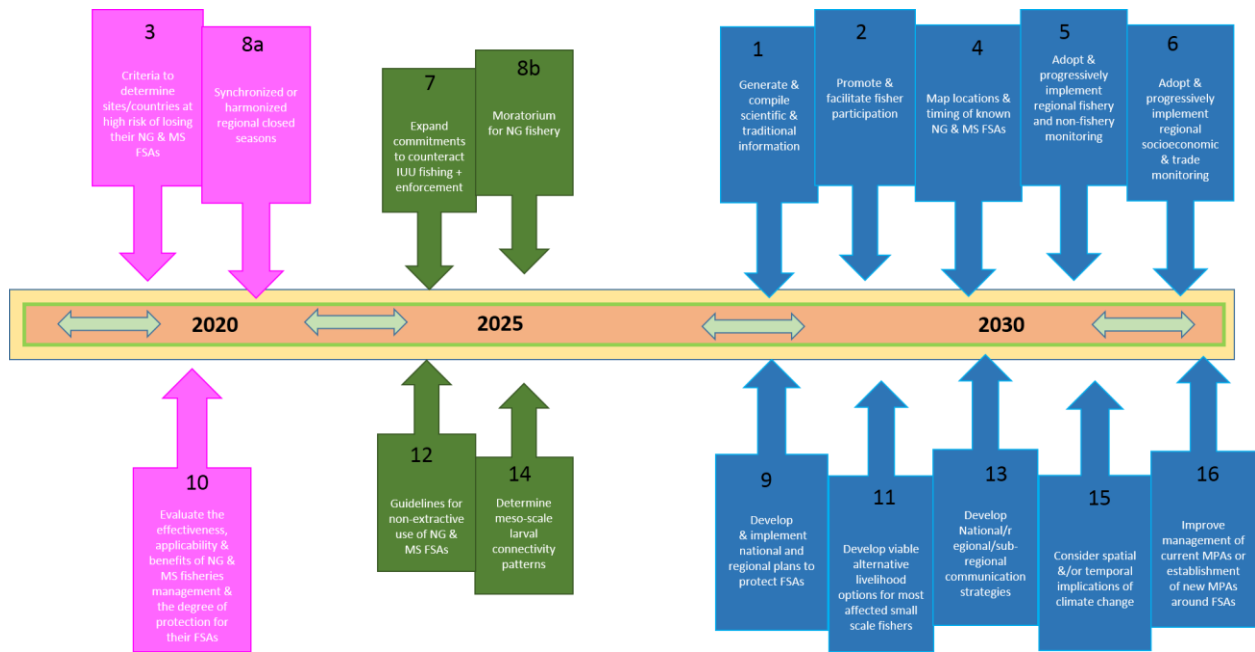 3
Criteria to
determine
sites/countries at
high risk of losing
their NG & MS
FSAs
8a
Synchronized or
harmonized
regional closed
seasons
7
Expand
commitments
to counteract
IUU fishing +
enforcement
8b
Moratorium
for NG fishery
1
Generate &
compile
scientific &
traditional
information
2
Promote &
facilitate fisher
participation
4
Map locations &
timing of known
NG & MS FSAs
5
Adopt &
progressively
implement
regional fishery
and non-fishery
monitoring
6
Adopt &
progressively
implement
regional
socioeconomic
& trade
monitoring
2020
2025
2030
10
Evaluate the
effectiveness,
applicability &
benefits of NG &
MS fisheries
management &
the degree of
protection for
their FSAs
12
Guidelines for
non-extractive
use of NG &
MS FSAs
14
Determine
meso-scale
larval
connectivity
patterns
9
Develop
& implement
national and
regional plans to
protect FSAs
11
Develop viable
alternative
livelihood
options for most
affected small
scale fishers
13
Develop
National/r
egional/sub-
regional
communication
strategies
15
Consider spatial
&/or temporal
implications of
climate change
16
Improve
management of
current MPAs or
establishment of
new MPAs
around FSAs